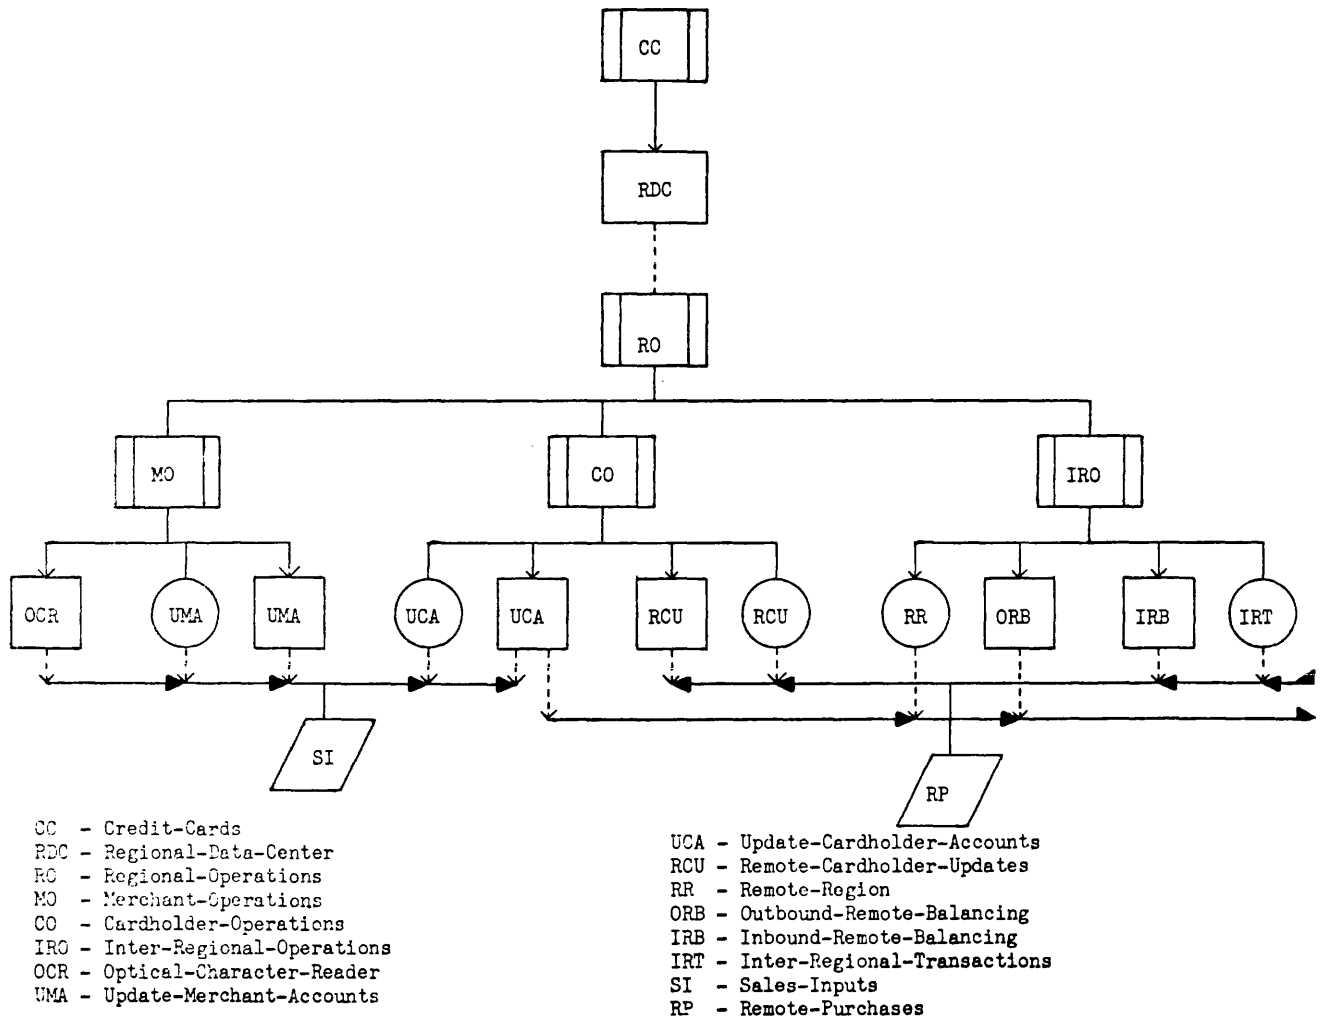 CC
RDC
RO
MO
CO
IRO
OCR
UMA
UMA
UCA
UCA
RCU
RCU
RR
ORB
IRB
IRT
SI
RP
CC - Credit-Cards
RDC - Regional-Data-Center
RO - Regional-Operations
MO - Merchant-Operations
CO - Cardholder-Operations
IRO - Inter-Regional-Operations
OCR - Optical-Character-Reader
UMA - Update-Merchant-Accounts
UCA - Update-Cardholder-Accounts
RCU - Remote-Cardholder-Updates
RR - Remote-Region
ORB - Outbound-Remote-Balancing
IRB - Inbound-Remote-Balancing
IRT - Inter-Regional-Transactions
SI - Sales-Inputs
RP - Remote-Purchases